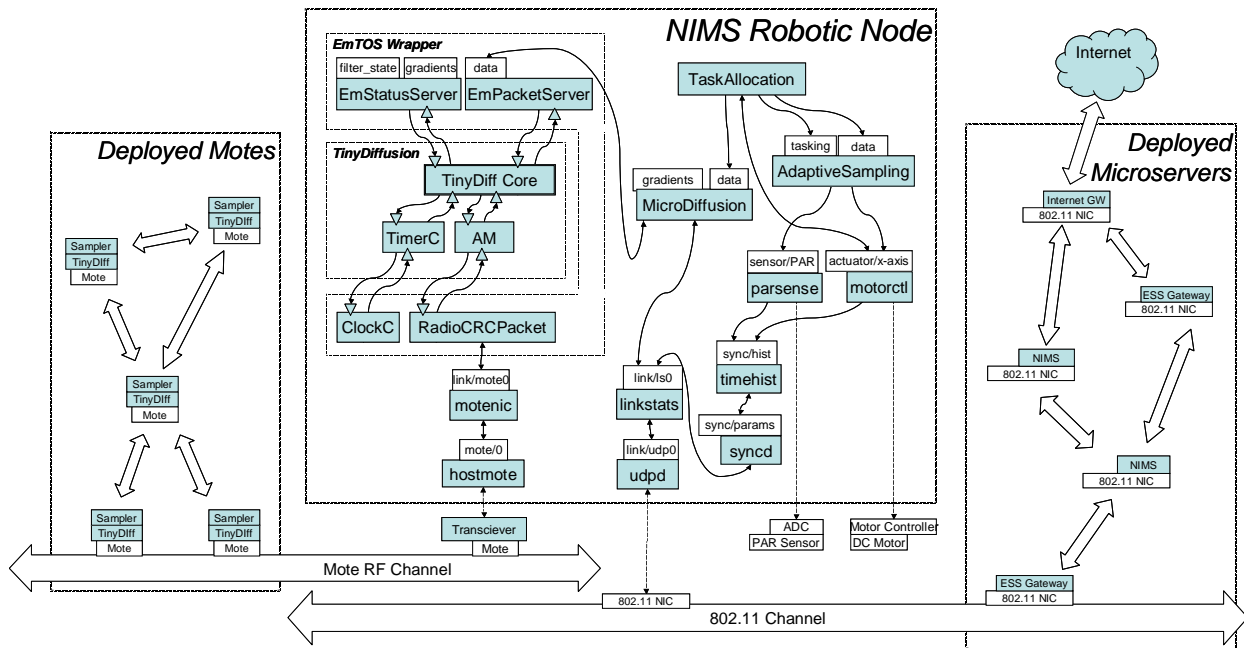 NIMS Robotic Node
EmTOS Wrapper
filter_state
gradients
data
EmStatusServer
EmPacketServer
TinyDiffusion
TinyDiff Core
TimerC
AM
ClockC
RadioCRCPacket
link/mote0
motenic
mote/0
hostmote
Transciever
Mote
TaskAllocation
tasking
data
AdaptiveSampling
gradients
data
MicroDiffusion
sensor/PAR
parsense
actuator/x-axis
motorctl
sync/hist
timehist
link/ls0
linkstats
sync/params
syncd
link/udp0
udpd
ADC
PAR Sensor
Motor Controller
DC Motor
Deployed Motes
Sampler
TinyDIff
Mote
Sampler
TinyDIff
Mote
Sampler
TinyDIff
Mote
Sampler
TinyDIff
Mote
Sampler
TinyDIff
Mote
Mote RF Channel
Internet
Deployed
Microservers
Internet GW
802.11 NIC
ESS Gateway
802.11 NIC
NIMS
802.11 NIC
NIMS
802.11 NIC
ESS Gateway
802.11 NIC
802.11 NIC
802.11 Channel